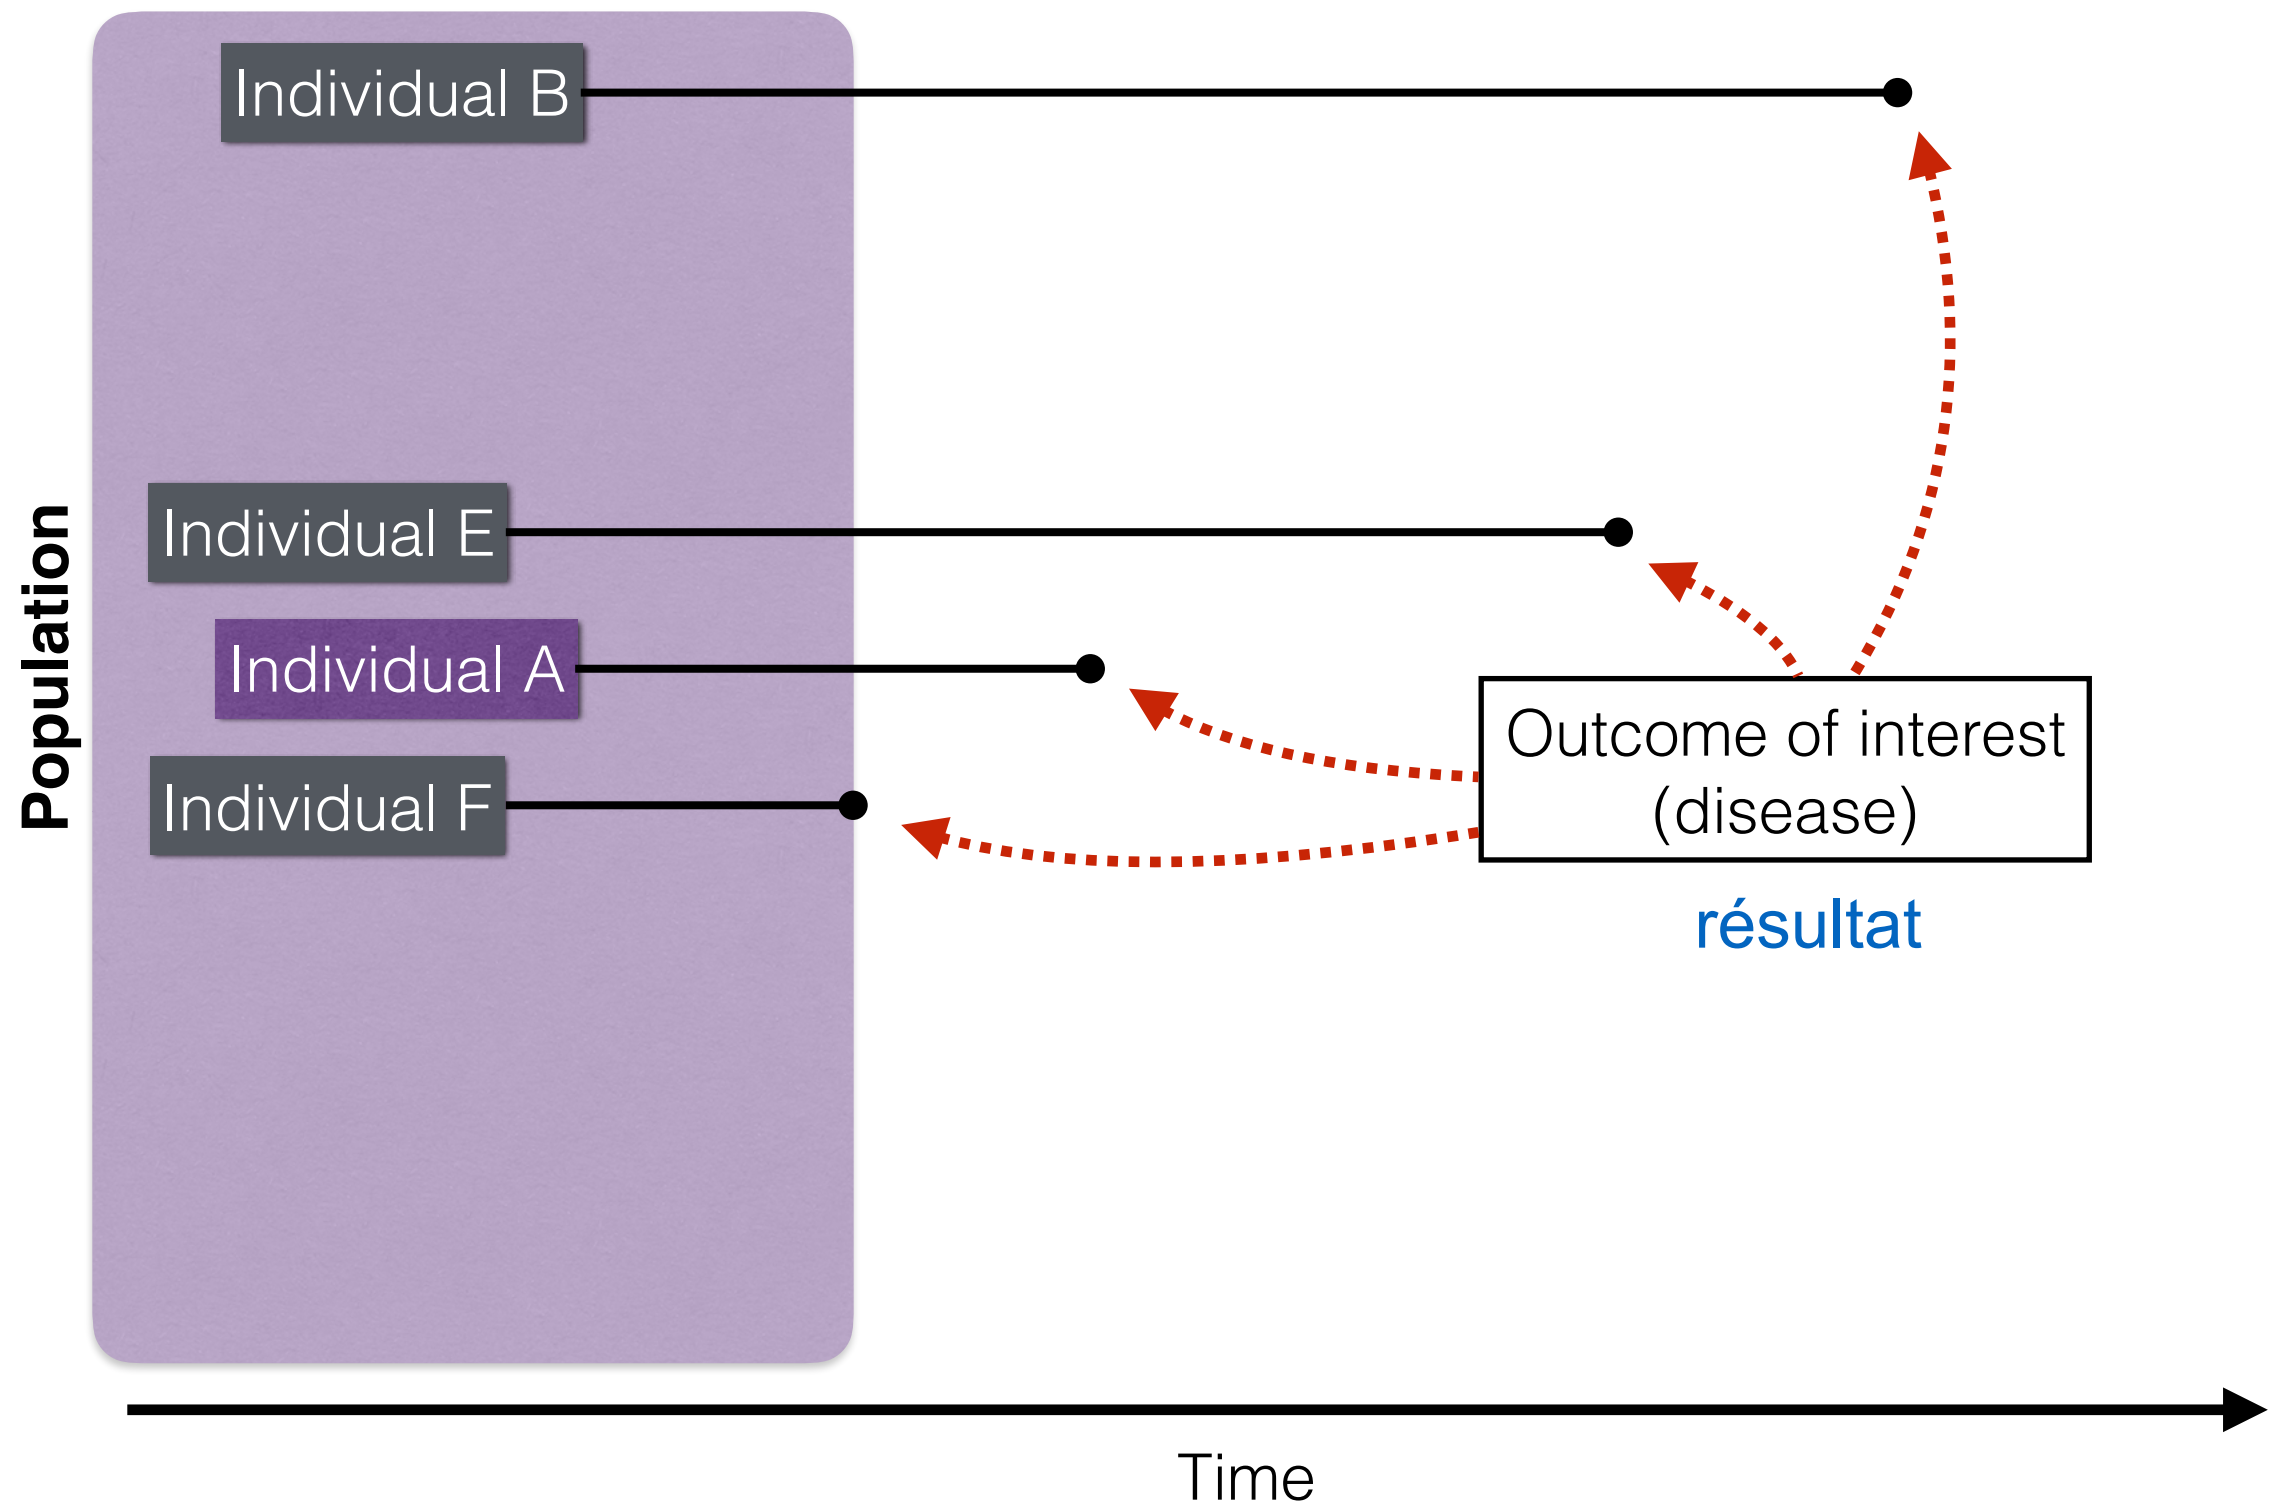 Individual B
Individual E
Individual A
Individual F
Population
Outcome of interest
(disease)
résultat
Time